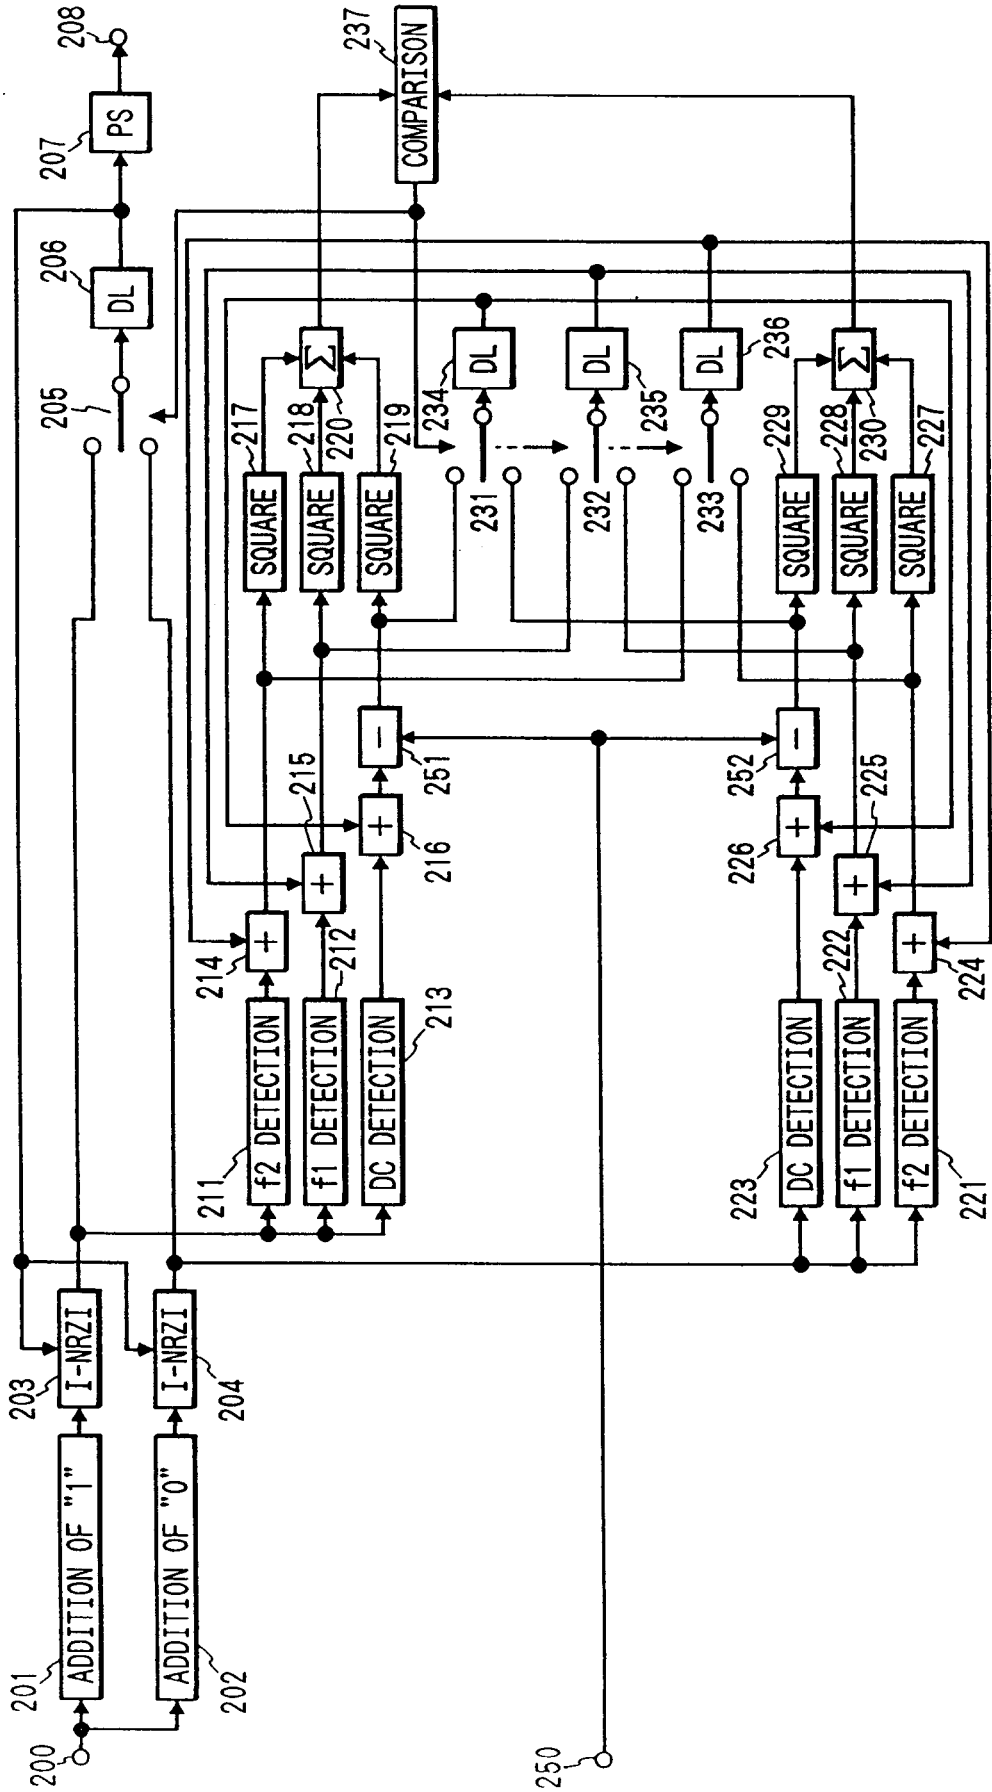 200
201
ADDITION OF "1"
202
ADDITION OF "0"
203
I-NRZI
204
I-NRZI
205
206
DL
207
PS
208
211
f2 DETECTION
212
f1 DETECTION
213
DC DETECTION
214
+
215
+
216
+
251
−
217
SQUARE
218
SQUARE
219
SQUARE
220
Σ
237
COMPARISON
231
234
DL
232
235
DL
233
236
DL
250
223
DC DETECTION
222
f1 DETECTION
221
f2 DETECTION
226
+
225
+
224
+
252
−
229
SQUARE
228
SQUARE
227
SQUARE
230
Σ